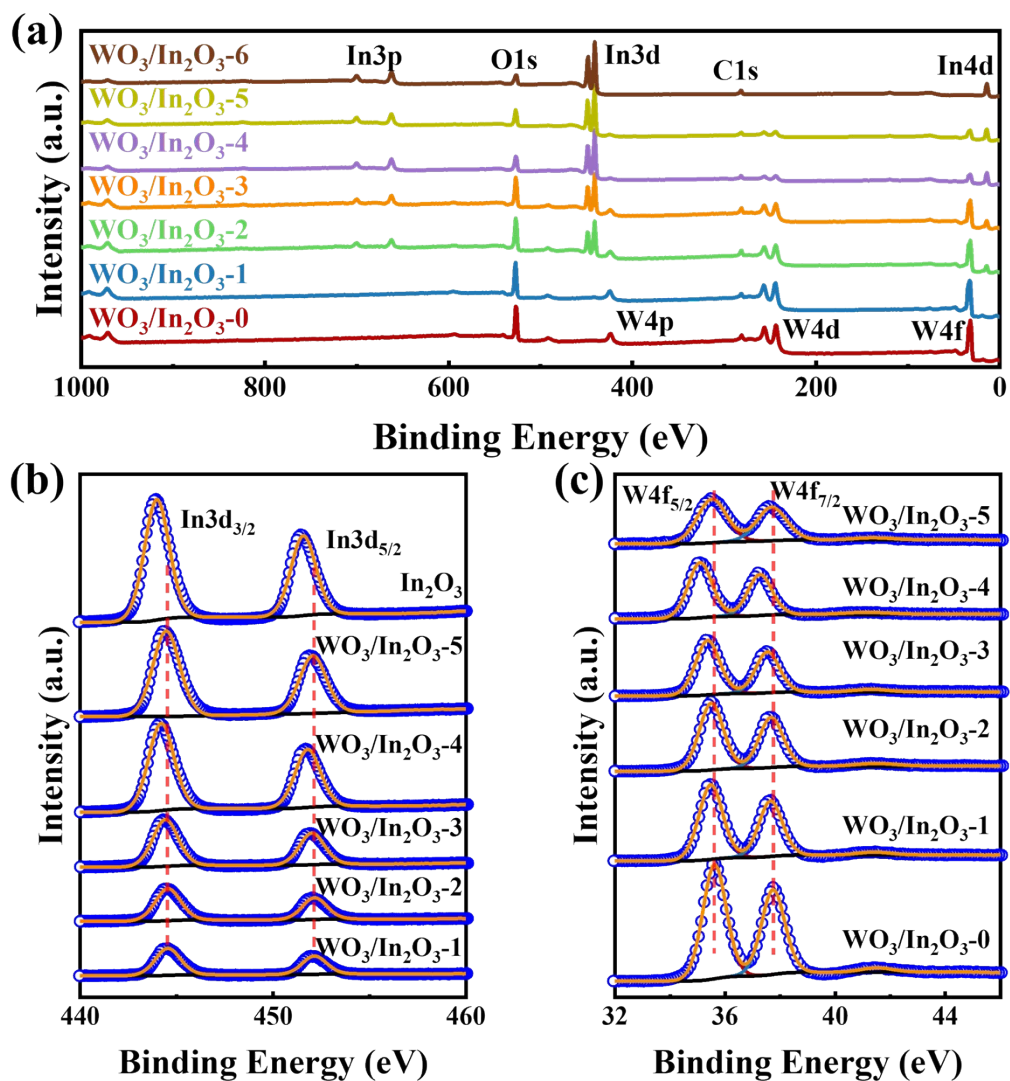 (a)
WO₃/In₂O₃-6
In3p
O1s
In3d
C1s
In4d
WO₃/In₂O₃-5
WO₃/In₂O₃-4
WO₃/In₂O₃-3
WO₃/In₂O₃-2
WO₃/In₂O₃-1
WO₃/In₂O₃-0
W4p
W4d
W4f
Intensity (a.u.)
1000 800 600 400 200 0
Binding Energy (eV)
(b)
In3d₃/₂
In3d₅/₂
In₂O₃
WO₃/In₂O₃-5
WO₃/In₂O₃-4
WO₃/In₂O₃-3
WO₃/In₂O₃-2
WO₃/In₂O₃-1
Intensity (a.u.)
440 450 460
Binding Energy (eV)
(c)
W4f₅/₂
W4f₇/₂
WO₃/In₂O₃-5
WO₃/In₂O₃-4
WO₃/In₂O₃-3
WO₃/In₂O₃-2
WO₃/In₂O₃-1
WO₃/In₂O₃-0
Intensity (a.u.)
32 36 40 44
Binding Energy (eV)